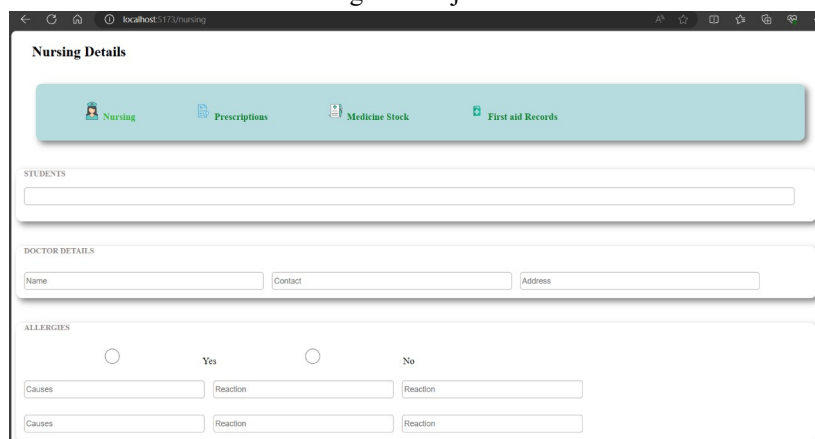 localhost:5173/nursing
Nursing Details
Nursing Prescriptions Medicine Stock First aid Records
STUDENTS
DOCTOR DETAILS
Name Contact Address
ALLERGIES
Yes No
Causes Reaction Reaction
Causes Reaction Reaction